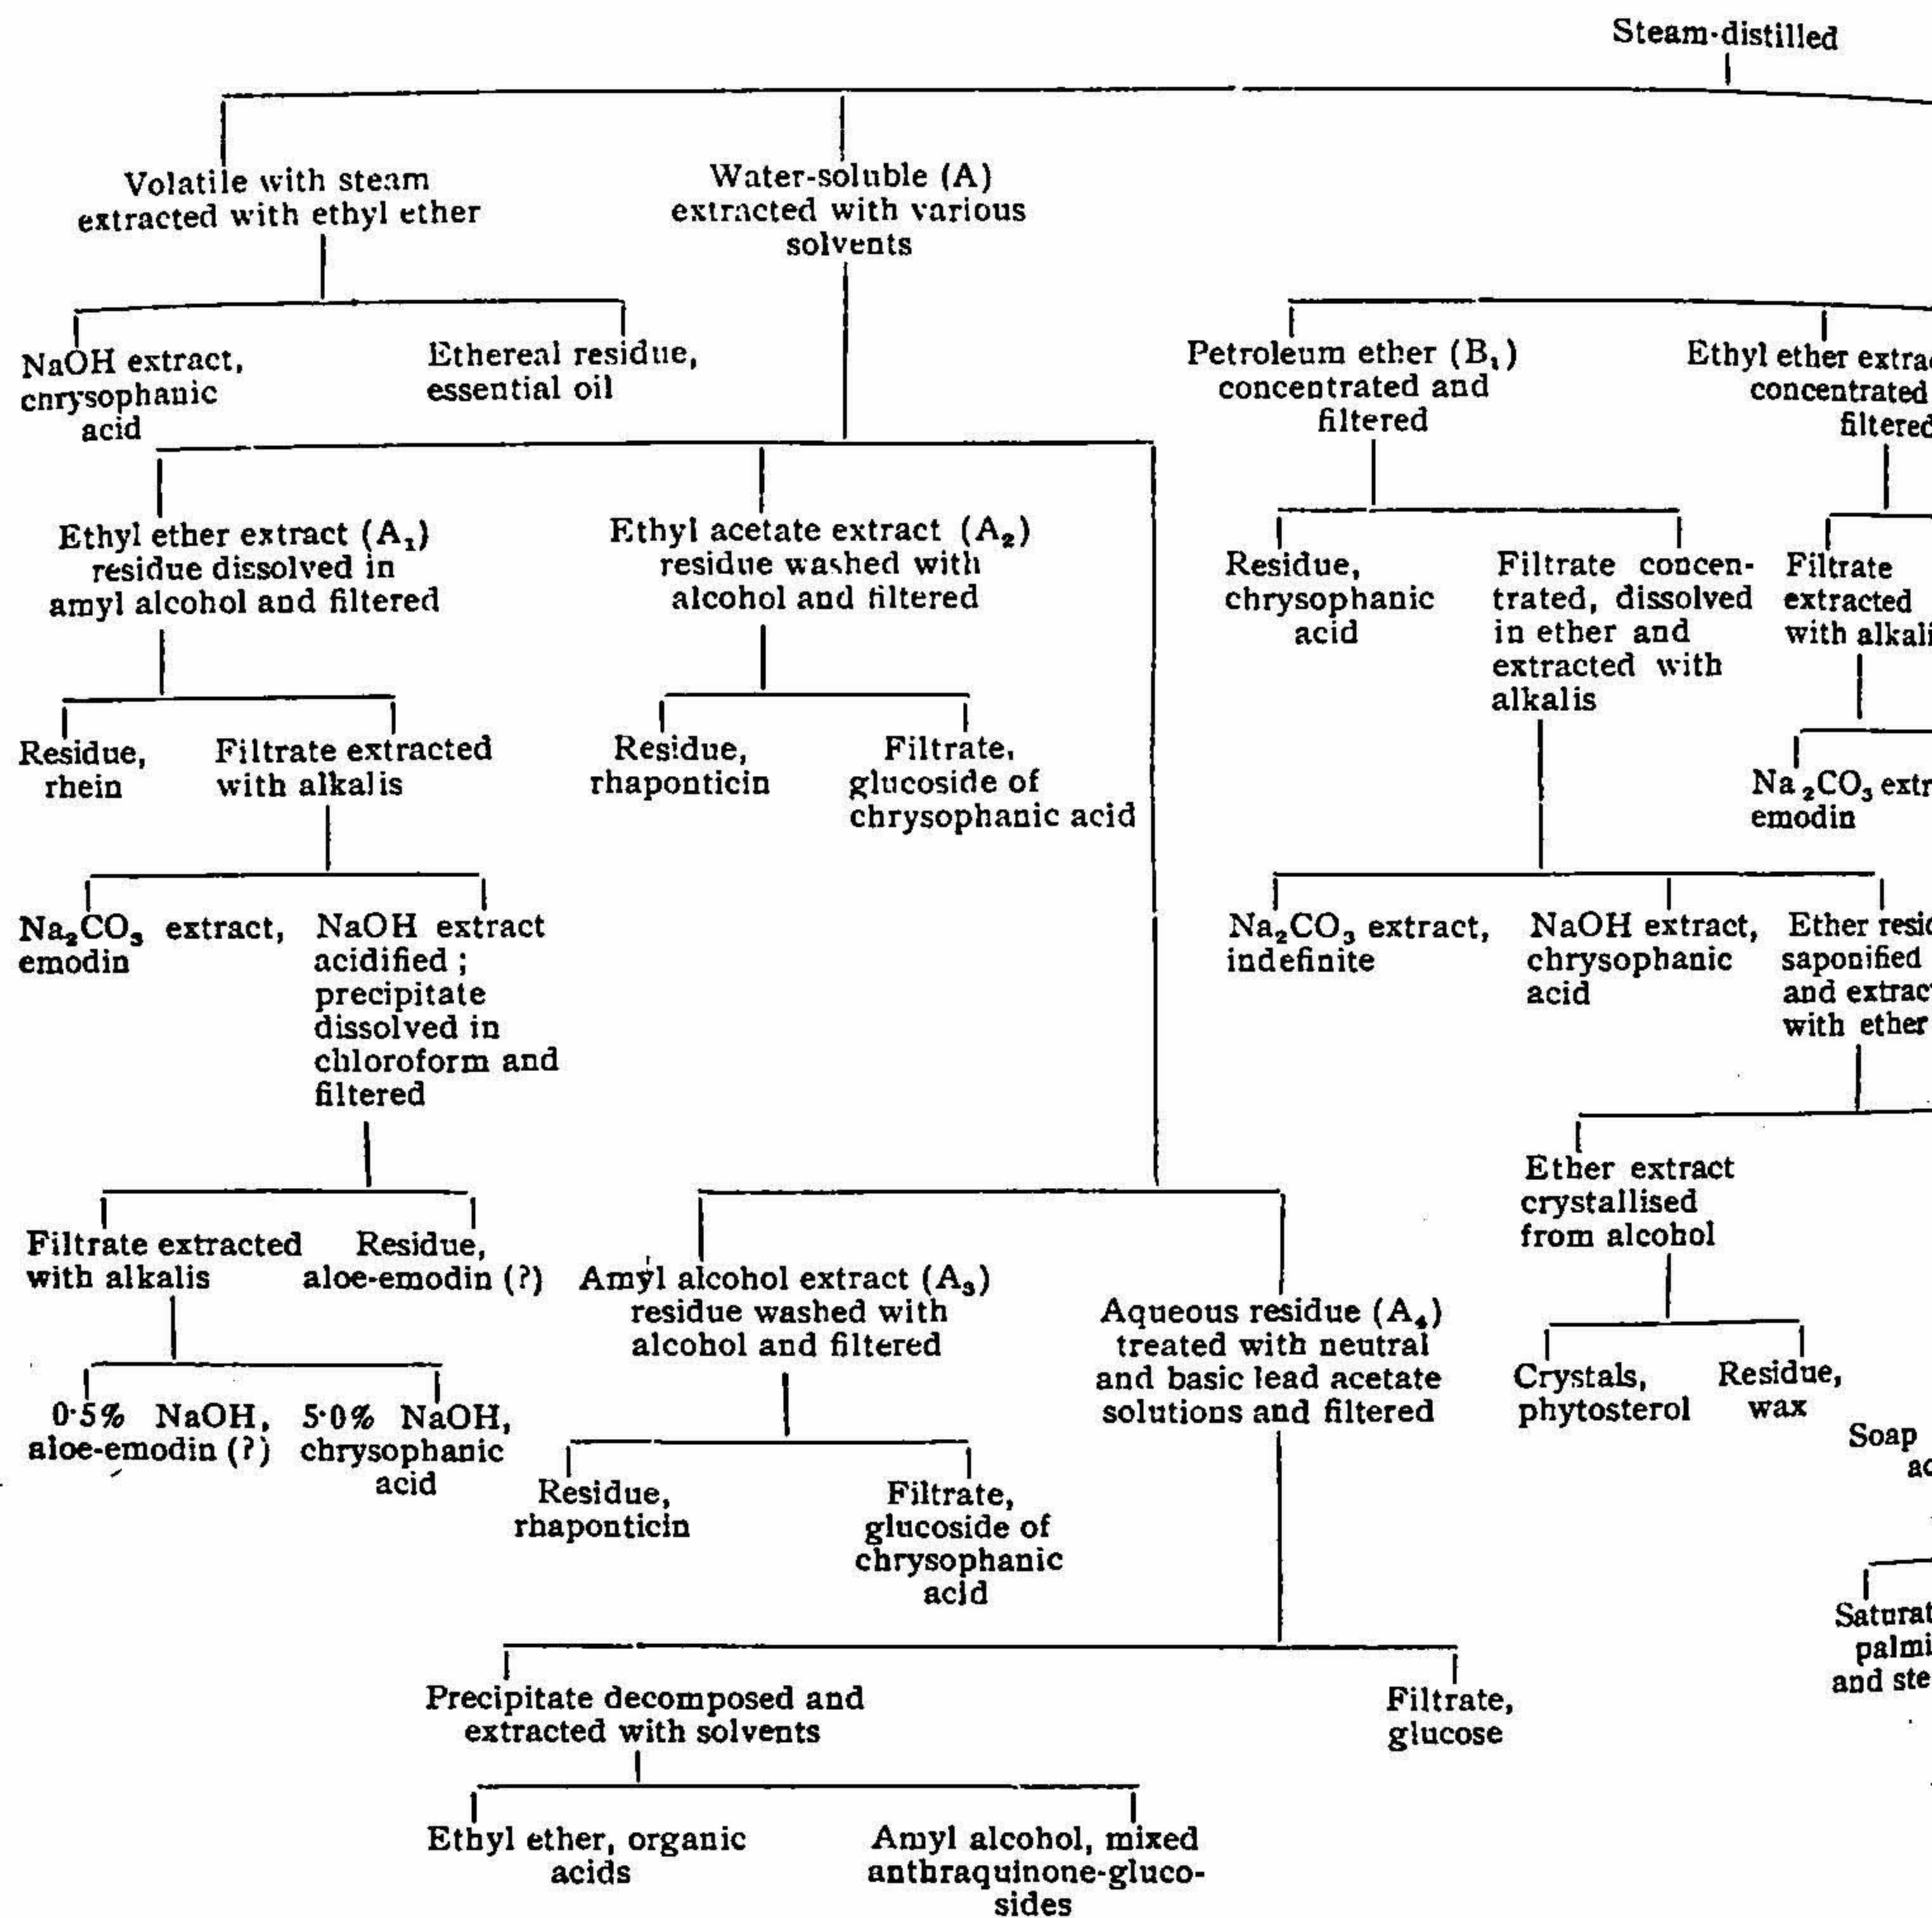 Steam-distilled
Volatile with steam
extracted with ethyl ether
Water-soluble (A)
extracted with various
solvents
NaOH extract,
chrysophanic
acid
Ethereal residue,
essential oil
Petroleum ether (B₁)
concentrated and
filtered
Ethyl ether
concentrated
filtered
Ethyl ether extract (A₁)
residue dissolved in
amyl alcohol and filtered
Ethyl acetate extract (A₂)
residue washed with
alcohol and filtered
Residue,
chrysophanic
acid
Filtrate concen-
trated, dissolved
in ether and
extracted with
alkalis
Filtrate
extracted
with
Residue,
rhein
Filtrate extracted
with alkalis
Residue,
rhaponticin
Filtrate,
glucoside of
chrysophanic acid
Na₂CO₃
emodin
Na₂CO₃ extract,
emodin
NaOH extract
acidified ;
precipitate
dissolved in
chloroform and
filtered
Na₂CO₃ extract,
indefinite
NaOH extract,
chrysophanic
acid
Ether
saponified
and
with ether
Filtrate extracted
with alkalis
Residue,
aloe-emodin (?)
Ether extract
crystallised
from alcohol
0·5% NaOH,
aloe-emodin (?)
5·0% NaOH,
chrysophanic
acid
Amyl alcohol extract (A₃)
residue washed with
alcohol and filtered
Aqueous residue (A₄)
treated with neutral
and basic lead acetate
solutions and filtered
Crystals,
phytosterol
Residue,
wax
Soap
Residue,
rhaponticin
Filtrate,
glucoside of
chrysophanic
acid
and
Precipitate decomposed and
extracted with solvents
Filtrate,
glucose
Ethyl ether, organic
acids
Amyl alcohol, mixed
anthraquinone-gluco-
sides